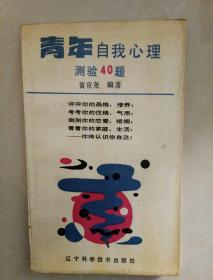 青年自我心理
测验40题
黄京尧 编著
评评你的品格，修养；
考考你的性格，气质；
测测你的恋爱，婚姻；
看看你的家庭，生活；
——你将认识你自己！
辽宁科学技术出版社